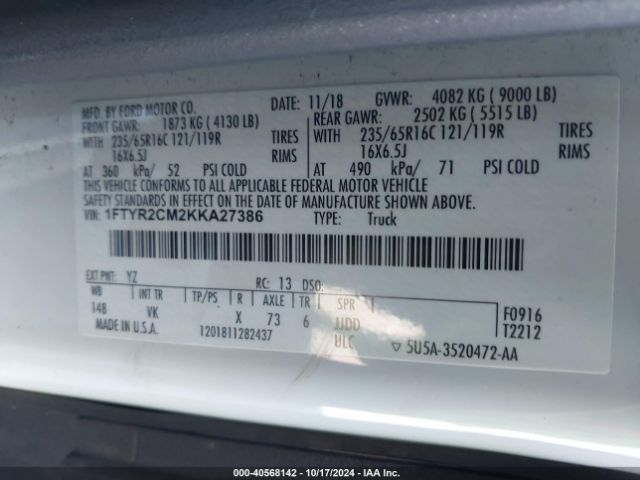 MFD. BY FORD MOTOR CO. DATE: 11/18 GVWR: 4082 KG ( 9000 LB)
FRONT GAWR: 1873 KG ( 4130 LB) REAR GAWR: 2502 KG ( 5515 LB)
WITH 235/65R16C 121/119R TIRES WITH 235/65R16C 121/119R TIRES
16X6.5J RIMS 16X6.5J RIMS
AT 360 kPa/ 52 PSI COLD AT 490 kPa/ 71 PSI COLD
THIS VEHICLE CONFORMS TO ALL APPLICABLE FEDERAL MOTOR VEHICLE
SAFETY STANDARDS IN EFFECT ON THE DATE OF MANUFACTURE SHOWN ABOVE.
VIN: 1FTYR2CM2KKA27386 TYPE: Truck
EXT PNT: YZ RC: 13 DSO:
WB INT TR TP/PS R AXLE TR SPR F0916
148 VK X 73 6 JJDD T2212
MADE IN U.S.A. 1201811282437 ULC 5U5A-3520472-AA
000-40568142 - 10/17/2024 - IAA Inc.